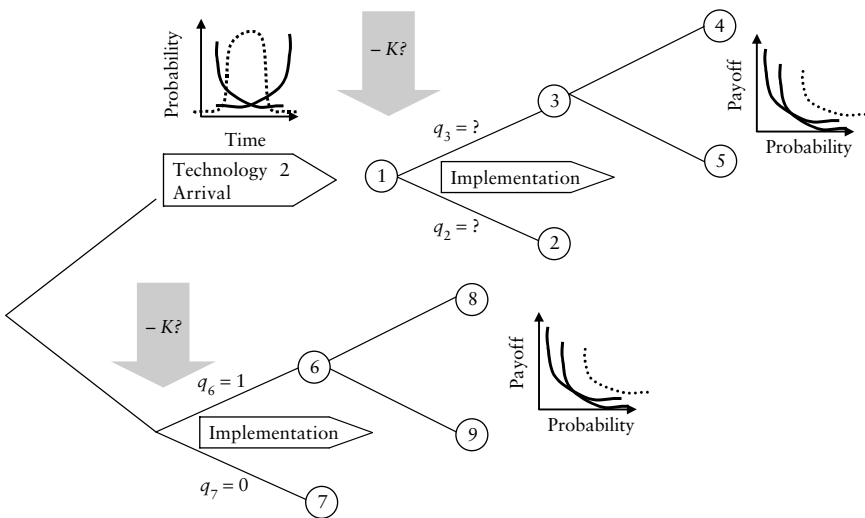 Probability
Time
– K?
4
3
q3 = ?
Payoff
Probability
Technology 2
Arrival
1
Implementation
5
q2 = ?
2
– K?
8
6
q6 = 1
Payoff
Probability
Implementation
9
q7 = 0
7